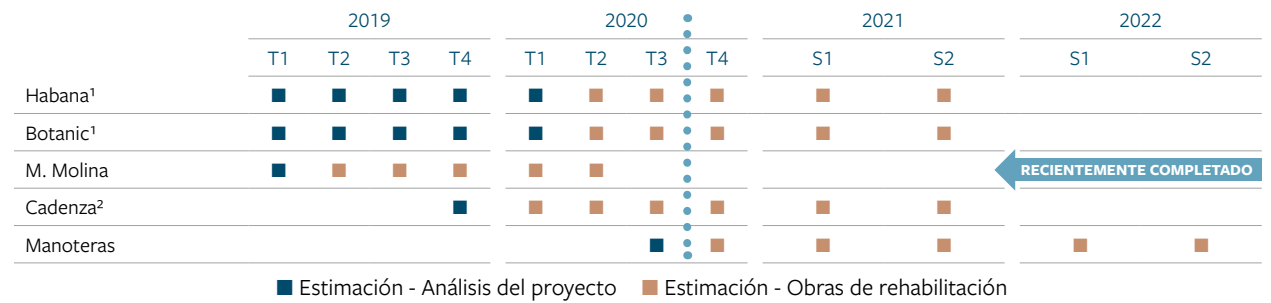 2019 2020 2021 2022
T1 T2 T3 T4 T1 T2 T3 T4 S1 S2 S1 S2
Habana¹
Botanic¹
M. Molina RECIENTEMENTE COMPLETADO
Cadenza²
Manoteras
Estimación - Análisis del proyecto Estimación - Obras de rehabilitación